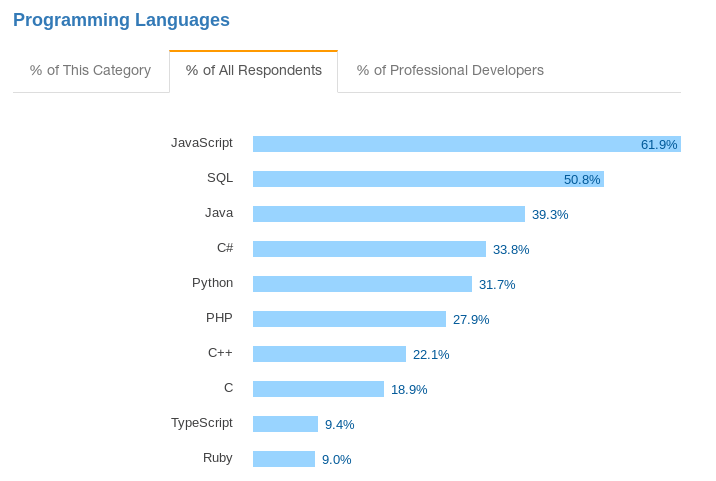 Programming Languages
% of This Category % of All Respondents % of Professional Developers
JavaScript 61.9%
SQL 50.8%
Java 39.3%
C# 33.8%
Python 31.7%
PHP 27.9%
C++ 22.1%
C 18.9%
TypeScript 9.4%
Ruby 9.0%